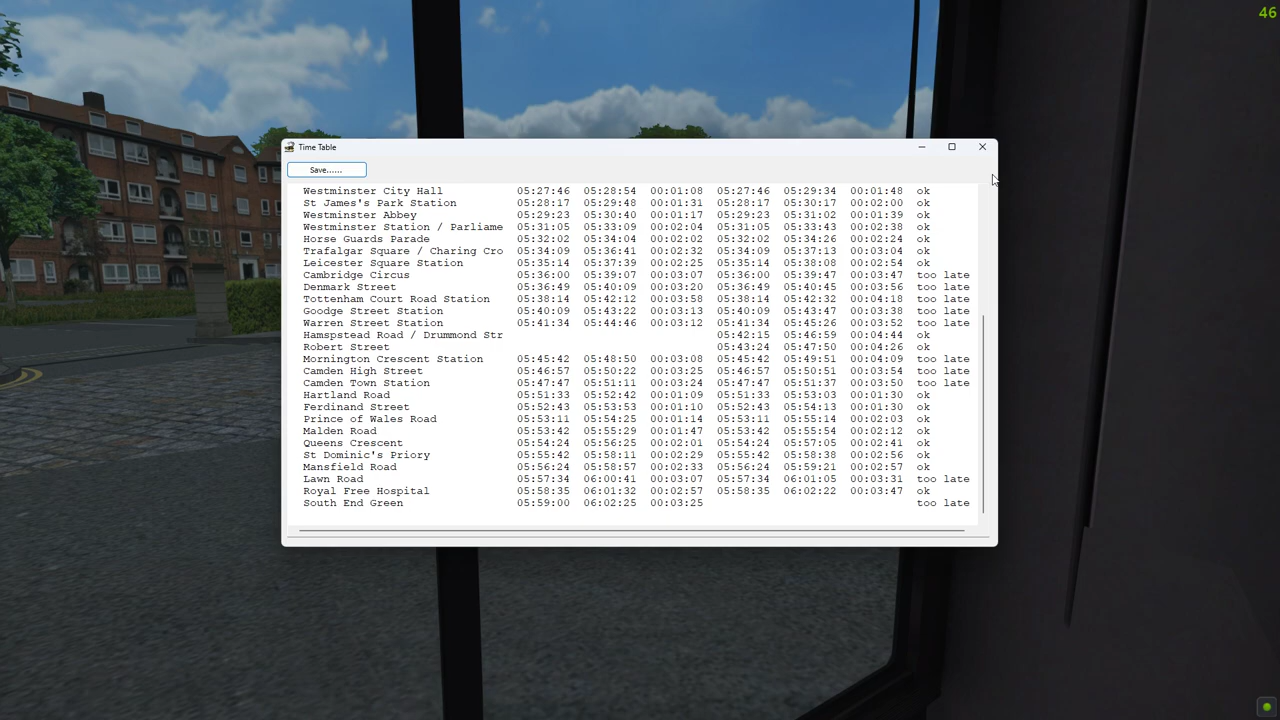 46
Time Table
Save......
Westminster City Hall 05:27:46 05:28:54 00:01:08 05:27:46 05:29:34 00:01:48 ok
St James's Park Station 05:28:17 05:29:48 00:01:31 05:28:17 05:30:17 00:02:00 ok
Westminster Abbey 05:29:23 05:30:40 00:01:17 05:29:23 05:31:02 00:01:39 ok
Westminster Station / Parliame 05:31:05 05:33:09 00:02:04 05:31:05 05:33:43 00:02:38 ok
Horse Guards Parade 05:32:02 05:34:04 00:02:02 05:32:02 05:34:26 00:02:24 ok
Trafalgar Square / Charing Cro 05:34:09 05:36:41 00:02:32 05:34:09 05:37:13 00:03:04 ok
Leicester Square Station 05:35:14 05:37:39 00:02:25 05:35:14 05:38:08 00:02:54 ok
Cambridge Circus 05:36:00 05:39:07 00:03:07 05:36:00 05:39:47 00:03:47 too late
Denmark Street 05:36:49 05:40:09 00:03:20 05:36:49 05:40:45 00:03:56 too late
Tottenham Court Road Station 05:38:14 05:42:12 00:03:58 05:38:14 05:42:32 00:04:18 too late
Goodge Street Station 05:40:09 05:43:22 00:03:13 05:40:09 05:43:47 00:03:38 too late
Warren Street Station 05:41:34 05:44:46 00:03:12 05:41:34 05:45:26 00:03:52 too late
Hamspstead Road / Drummond Str 05:42:15 05:46:59 00:04:44 ok
Robert Street 05:43:24 05:47:50 00:04:26 ok
Mornington Crescent Station 05:45:42 05:48:50 00:03:08 05:45:42 05:49:51 00:04:09 too late
Camden High Street 05:46:57 05:50:22 00:03:25 05:46:57 05:50:51 00:03:54 too late
Camden Town Station 05:47:47 05:51:11 00:03:24 05:47:47 05:51:37 00:03:50 too late
Hartland Road 05:51:33 05:52:42 00:01:09 05:51:33 05:53:03 00:01:30 ok
Ferdinand Street 05:52:43 05:53:53 00:01:10 05:52:43 05:54:13 00:01:30 ok
Prince of Wales Road 05:53:11 05:54:25 00:01:14 05:53:11 05:55:14 00:02:03 ok
Malden Road 05:53:42 05:55:29 00:01:47 05:53:42 05:55:54 00:02:12 ok
Queens Crescent 05:54:24 05:56:25 00:02:01 05:54:24 05:57:05 00:02:41 ok
St Dominic's Priory 05:55:42 05:58:11 00:02:29 05:55:42 05:58:38 00:02:56 ok
Mansfield Road 05:56:24 05:58:57 00:02:33 05:56:24 05:59:21 00:02:57 ok
Lawn Road 05:57:34 06:00:41 00:03:07 05:57:34 06:01:05 00:03:31 too late
Royal Free Hospital 05:58:35 06:01:32 00:02:57 05:58:35 06:02:22 00:03:47 ok
South End Green 05:59:00 06:02:25 00:03:25 too late